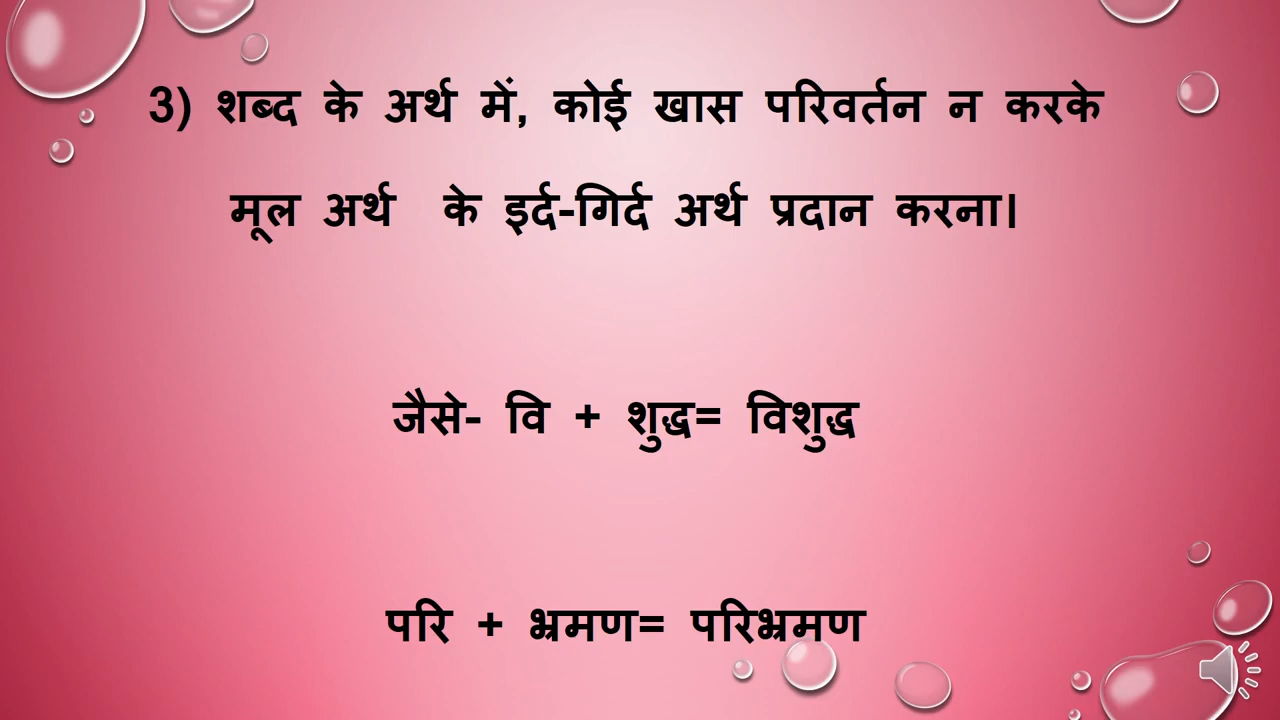 3) शब्द के अर्थ में, कोई खास परिवर्तन न करके
मूल अर्थ के इर्द-गिर्द अर्थ प्रदान करना।
जैसे- वि + शुद्ध= विशुद्ध
परि + भ्रमण= परिभ्रमण